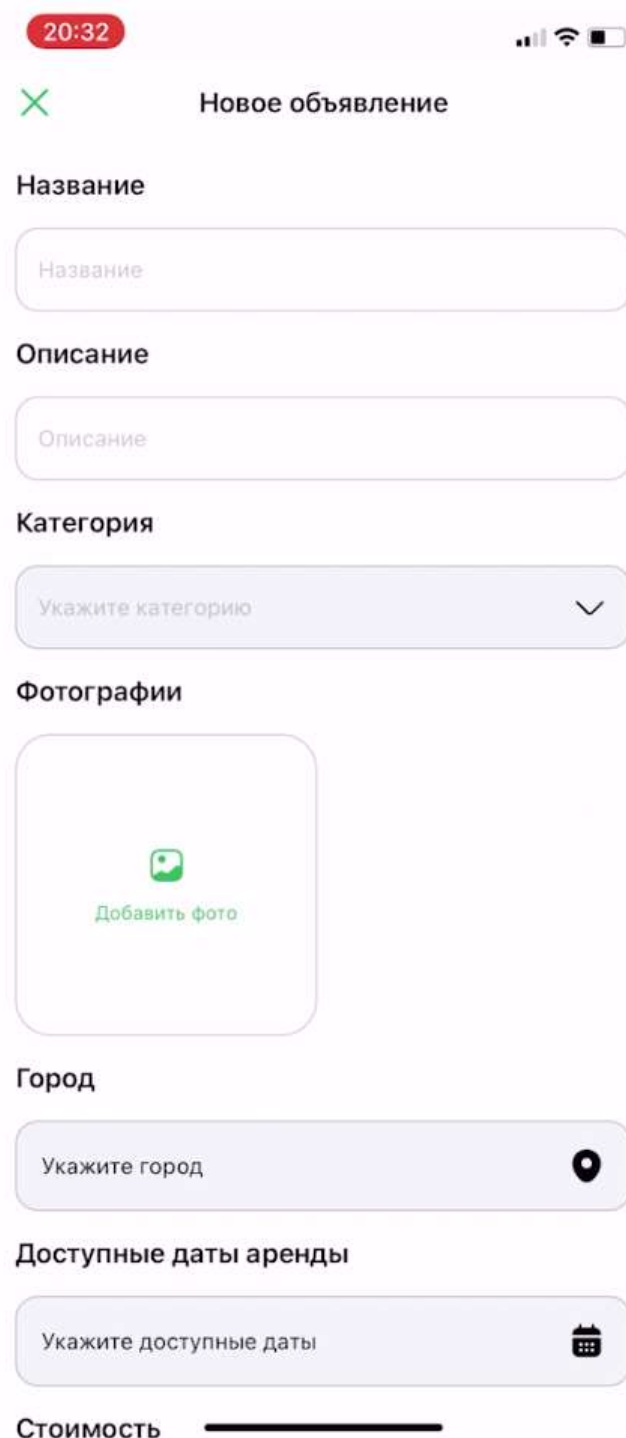 20:32
Новое объявление
Название
Название
Описание
Описание
Категория
Укажите категорию
Фотографии
Добавить фото
Город
Укажите город
Доступные даты аренды
Укажите доступные даты
Стоимость